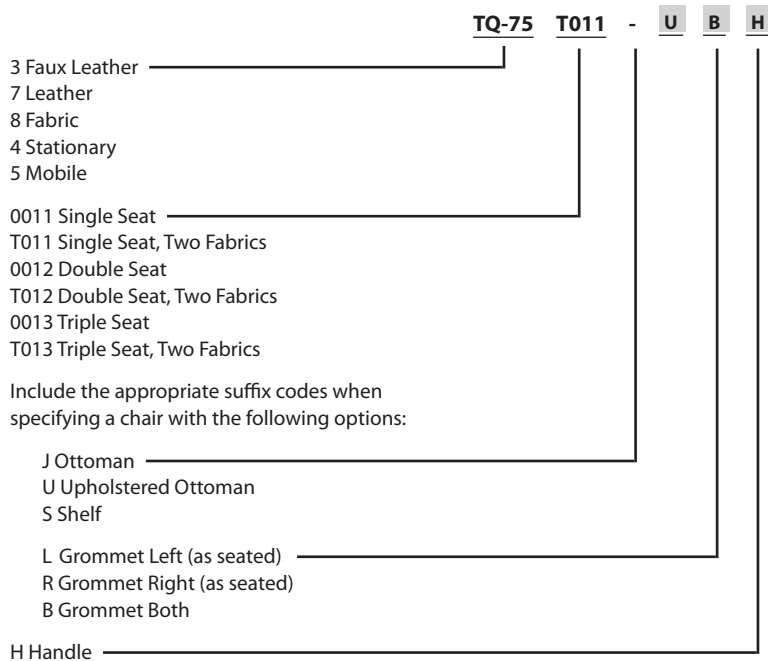 TQ-75 T011 - U B H
3 Faux Leather
7 Leather
8 Fabric
4 Stationary
5 Mobile
0011 Single Seat
T011 Single Seat, Two Fabrics
0012 Double Seat
T012 Double Seat, Two Fabrics
0013 Triple Seat
T013 Triple Seat, Two Fabrics
Include the appropriate suffix codes when
specifying a chair with the following options:
J Ottoman
U Upholstered Ottoman
S Shelf
L Grommet Left (as seated)
R Grommet Right (as seated)
B Grommet Both
H Handle